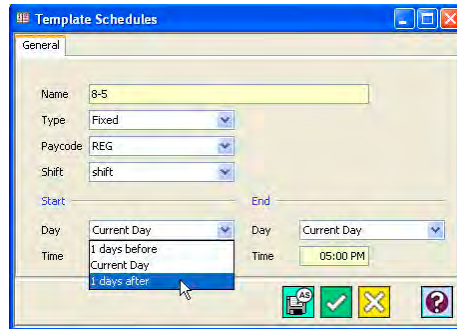 Template Schedules
General
Name 8-5
Type Fixed
Paycode REG
Shift shift
Start End
Day Current Day Day Current Day
1 days before
Time Time 05:00 PM
Current Day
1 days after
AS ?